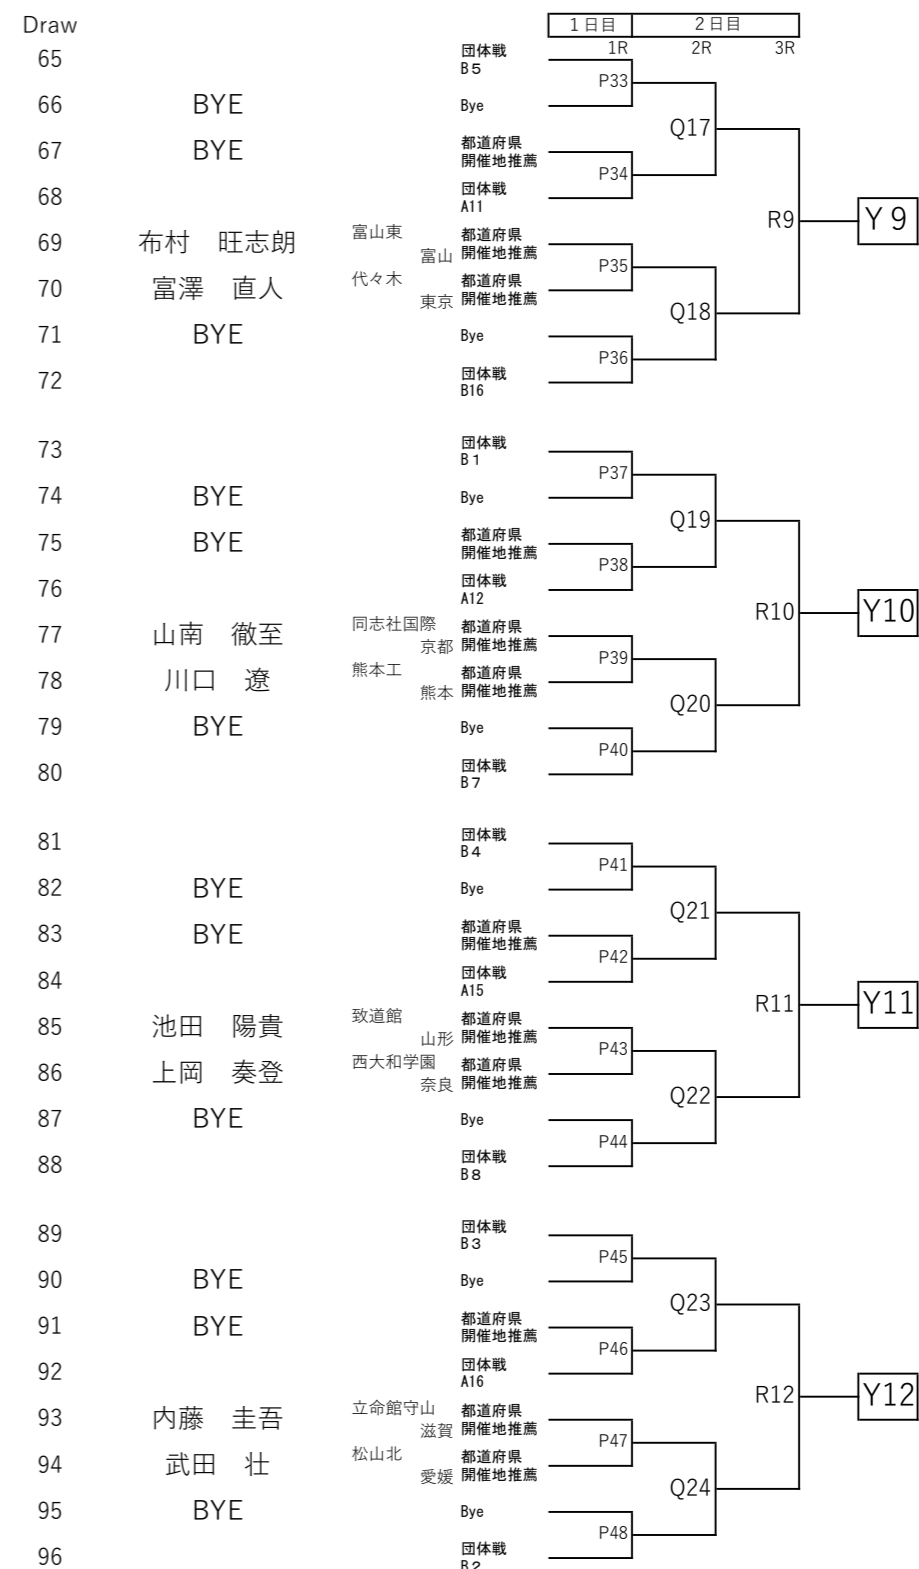 Draw １日目 ２日目
1R 2R 3R
65 団体戦 B５
P33
66 BYE Bye
Q17
67 BYE 都道府県 開催地推薦
P34
68 団体戦 A11
R9 Y９
69 布村　旺志朗 富山東 富山 都道府県 開催地推薦
P35
70 富澤　直人 代々木 東京 都道府県 開催地推薦
Q18
71 BYE Bye
P36
72 団体戦 B16
73 団体戦 B１
P37
74 BYE Bye
Q19
75 BYE 都道府県 開催地推薦
P38
76 団体戦 A12
R10 Y10
77 山南　徹至 同志社国際 京都 都道府県 開催地推薦
P39
78 川口　遼 熊本工 熊本 都道府県 開催地推薦
Q20
79 BYE Bye
P40
80 団体戦 B７
81 団体戦 B４
P41
82 BYE Bye
Q21
83 BYE 都道府県 開催地推薦
P42
84 団体戦 A15
R11 Y11
85 池田　陽貴 致道館 山形 都道府県 開催地推薦
P43
86 上岡　奏登 西大和学園 奈良 都道府県 開催地推薦
Q22
87 BYE Bye
P44
88 団体戦 B８
89 団体戦 B３
P45
90 BYE Bye
Q23
91 BYE 都道府県 開催地推薦
P46
92 団体戦 A16
R12 Y12
93 内藤　圭吾 立命館守山 滋賀 都道府県 開催地推薦
P47
94 武田　壮 松山北 愛媛 都道府県 開催地推薦
Q24
95 BYE Bye
P48
96 団体戦 B２